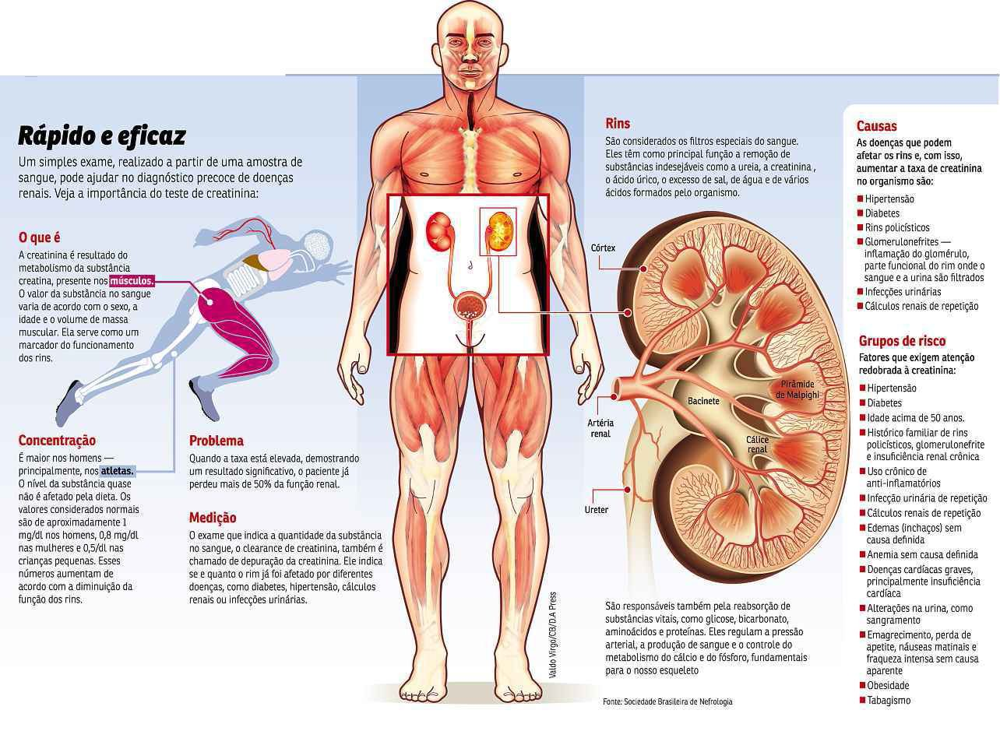 Rápido e eficaz
Um simples exame, realizado a partir de uma amostra de
sangue, pode ajudar no diagnóstico precoce de doenças
renais. Veja a importância do teste de creatinina:
O que é
A creatinina é resultado do
metabolismo da substância
creatina, presente nos músculos.
O valor da substância no sangue
varia de acordo com o sexo, a
idade e o volume de massa
muscular. Ela serve como um
marcador do funcionamento
dos rins.
Concentração
É maior nos homens —
principalmente, nos atletas.
O nível da substância quase
não é afetado pela dieta. Os
valores considerados normais
são de aproximadamente 1
mg/dl nos homens, 0,8 mg/dl
nas mulheres e 0,5/dl nas
crianças pequenas. Esses
números aumentam de
acordo com a diminuição da
função dos rins.
Problema
Quando a taxa está elevada, demostrando
um resultado significativo, o paciente já
perdeu mais de 50% da função renal.
Medição
O exame que indica a quantidade da substância
no sangue, o clearance de creatinina, também é
chamado de depuração da creatinina. Ele indica
se e quanto o rim já foi afetado por diferentes
doenças, como diabetes, hipertensão, cálculos
renais ou infecções urinárias.
Valdo Virgo/CB/D.A Press
Rins
São considerados os filtros especiais do sangue.
Eles têm como principal função a remoção de
substâncias indesejáveis como a ureia, a creatinina ,
o ácido úrico, o excesso de sal, de água e de vários
ácidos formados pelo organismo.
Córtex
Artéria
renal
Ureter
Bacinete
Pirâmide
de Malpighi
Cálice
renal
São responsáveis também pela reabsorção de
substâncias vitais, como glicose, bicarbonato,
aminoácidos e proteínas. Eles regulam a pressão
arterial, a produção de sangue e o controle do
metabolismo do cálcio e do fósforo, fundamentais
para o nosso esqueleto
Fonte: Sociedade Brasileira de Nefrologia
Causas
As doenças que podem
afetar os rins e, com isso,
aumentar a taxa de creatinina
no organismo são:
Hipertensão
Diabetes
Rins policísticos
Glomerulonefrites —
inflamação do glomérulo,
parte funcional do rim onde o
sangue e a urina são filtrados
Infecções urinárias
Cálculos renais de repetição
Grupos de risco
Fatores que exigem atenção
redobrada à creatinina:
Hipertensão
Diabetes
Idade acima de 50 anos.
Histórico familiar de rins
policísticos, glomerulonefrite
e insuficiência renal crônica
Uso crônico de
anti-inflamatórios
Infecção urinária de repetição
Cálculos renais de repetição
Edemas (inchaços) sem
causa definida
Anemia sem causa definida
Doenças cardíacas graves,
principalmente insuficiência
cardíaca
Alterações na urina, como
sangramento
Emagrecimento, perda de
apetite, náuseas matinais e
fraqueza intensa sem causa
aparente
Obesidade
Tabagismo